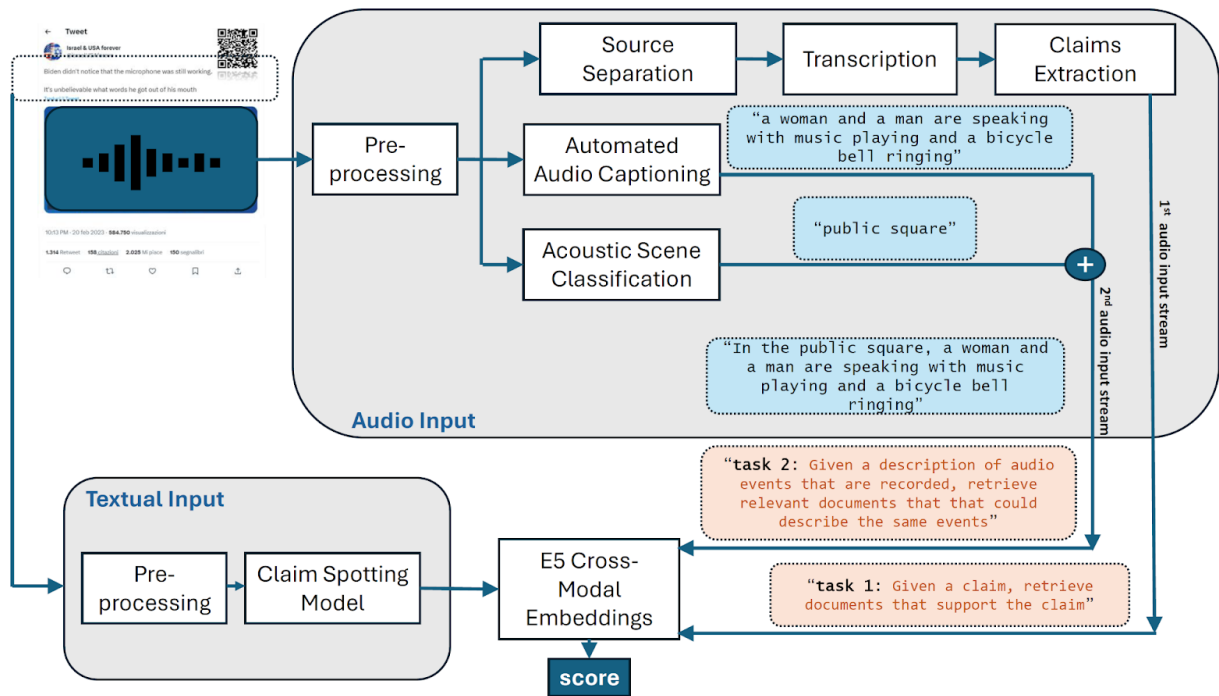 Tweet
Israel & USA forever
Biden didn't notice that the microphone was still working.
It's unbelievable what words he got out of his mouth
10:13 PM · 20 feb 2023 · 584.750 visualizzazioni
1.314 Retweet 158 citazioni 2.025 Mi piace 150 segnalibri
Source
Separation
Transcription
Claims
Extraction
Pre-
processing
Automated
Audio Captioning
“a woman and a man are speaking
with music playing and a bicycle
bell ringing”
Acoustic Scene
Classification
“public square”
+
1st audio input stream
2nd audio input stream
“In the public square, a woman and
a man are speaking with music
playing and a bicycle bell
ringing”
Audio Input
“task 2: Given a description of audio
events that are recorded, retrieve
relevant documents that that could
describe the same events”
Textual Input
Pre-
processing
Claim Spotting
Model
E5 Cross-
Modal
Embeddings
“task 1: Given a claim, retrieve
documents that support the claim”
score